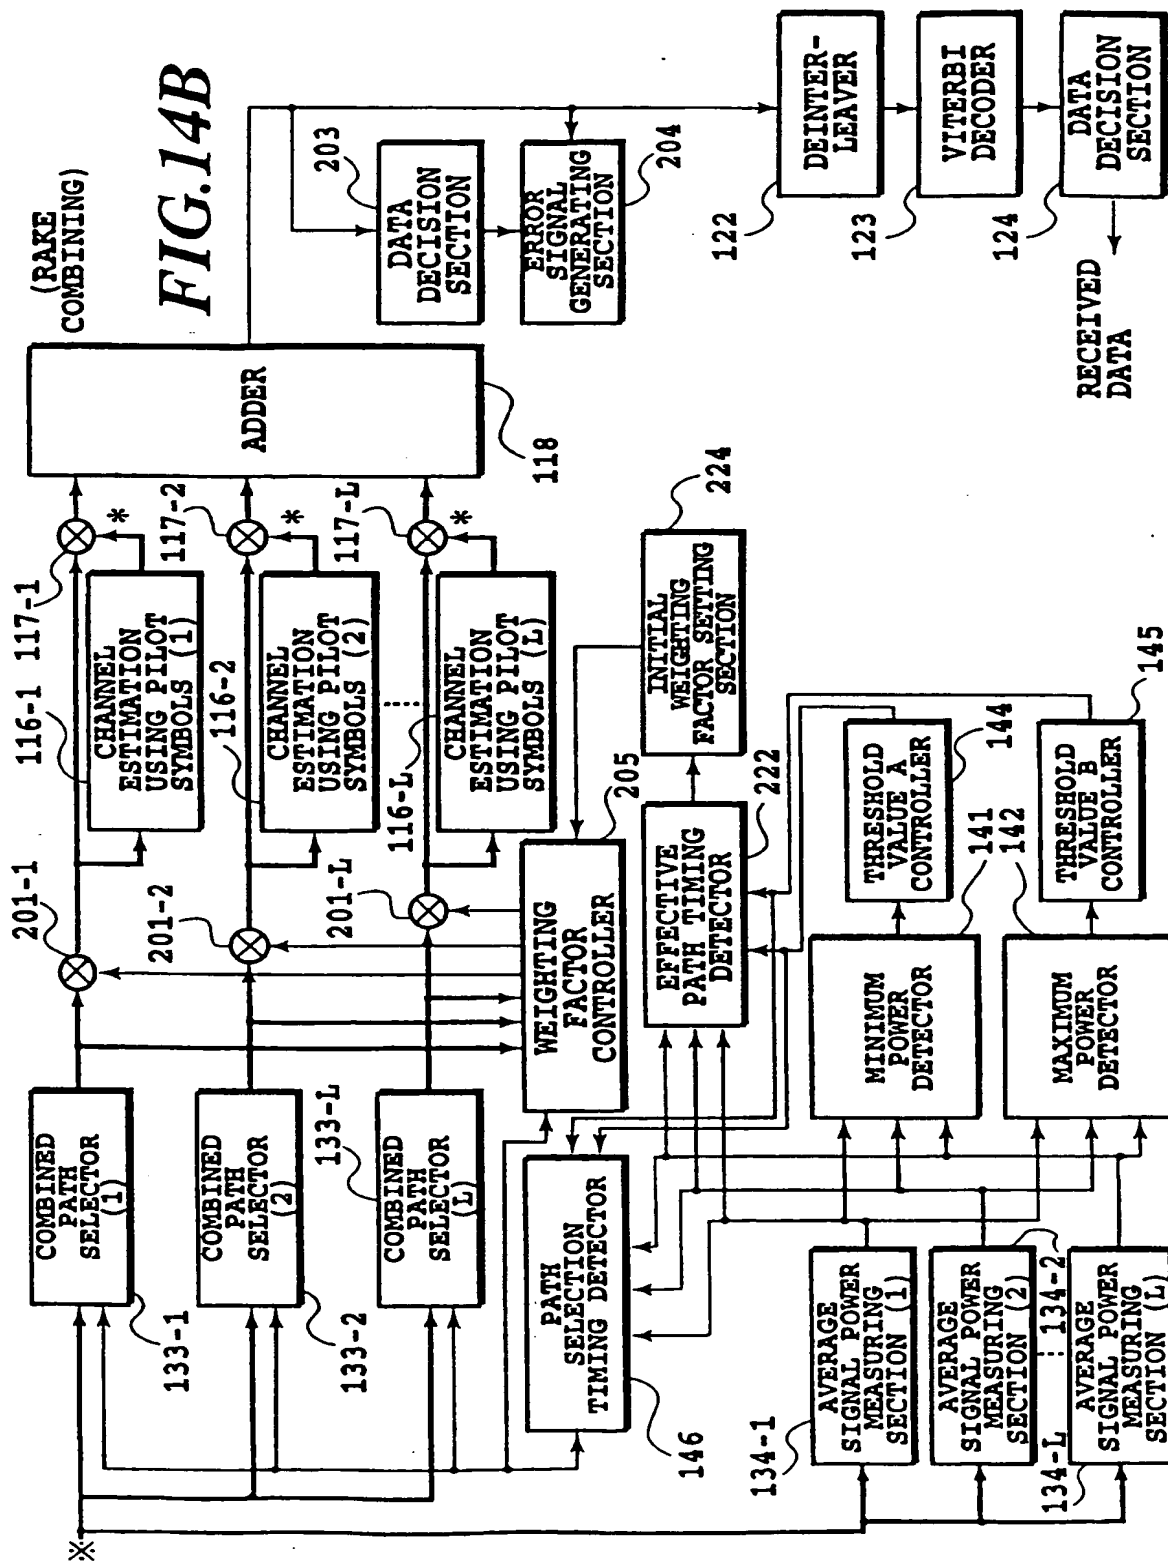 FIG.14B
(RAKE
COMBINING)
※
COMBINED
PATH
SELECTOR
(1)
133-1
COMBINED
PATH
SELECTOR
(2)
133-2
COMBINED
PATH
SELECTOR
(L)
133-L
201-1
201-2
201-L
116-1
CHANNEL
ESTIMATION
USING PILOT
SYMBOLS (1)
117-1
*
116-2
CHANNEL
ESTIMATION
USING PILOT
SYMBOLS (2)
117-2
*
116-L
CHANNEL
ESTIMATION
USING PILOT
SYMBOLS (L)
117-L
*
ADDER
118
203
DATA
DECISION
SECTION
ERROR
SIGNAL
GENERATING
SECTION
204
WEIGHTING
FACTOR
CONTROLLER
205
INITIAL
WEIGHTING
FACTOR SETTING
SECTION
224
PATH
SELECTION
TIMING DETECTOR
146
EFFECTIVE
PATH TIMING
DETECTOR
222
134-1
AVERAGE
SIGNAL POWER
MEASURING
SECTION (1)
AVERAGE
SIGNAL POWER
MEASURING
SECTION (2)
134-2
134-L
AVERAGE
SIGNAL POWER
MEASURING
SECTION (L)
MINIMUM
POWER
DETECTOR
141
MAXIMUM
POWER
DETECTOR
142
THRESHOLD
VALUE A
CONTROLLER
144
THRESHOLD
VALUE B
CONTROLLER
145
DEINTER-
LEAVER
122
VITERBI
DECODER
123
DATA
DECISION
SECTION
124
RECEIVED
DATA